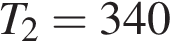 T₂ = 340